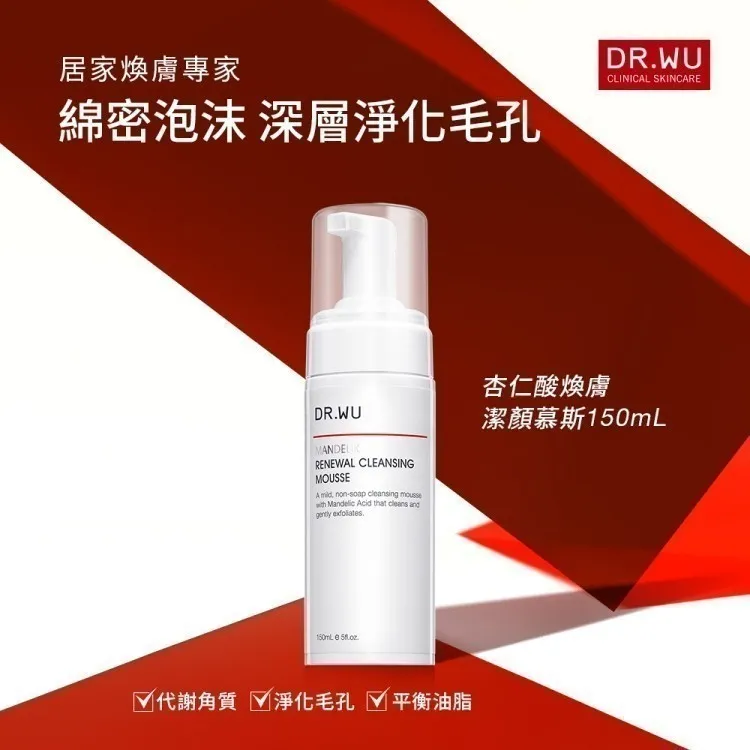 居家煥膚專家
DR.WU
CLINICAL SKINCARE
綿密泡沫 深層淨化毛孔
杏仁酸煥膚
潔顏慕斯150mL
DR.WU
MANDELIC
RENEWAL CLEANSING
MOUSSE
A mild, non-soap cleansing mousse
with Mandelic Acid that cleans and
gently exfoliates.
150mL e 5fl.oz.
代謝角質 淨化毛孔 平衡油脂